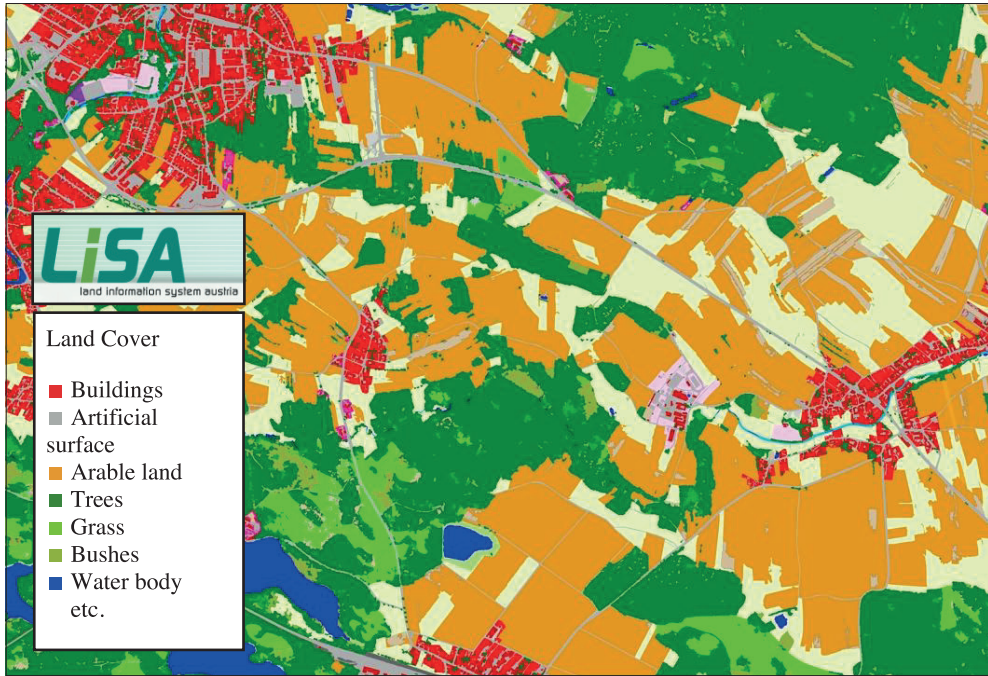 LiSA
land information system austria
Land Cover
Buildings
Artificial
surface
Arable land
Trees
Grass
Bushes
Water body
etc.